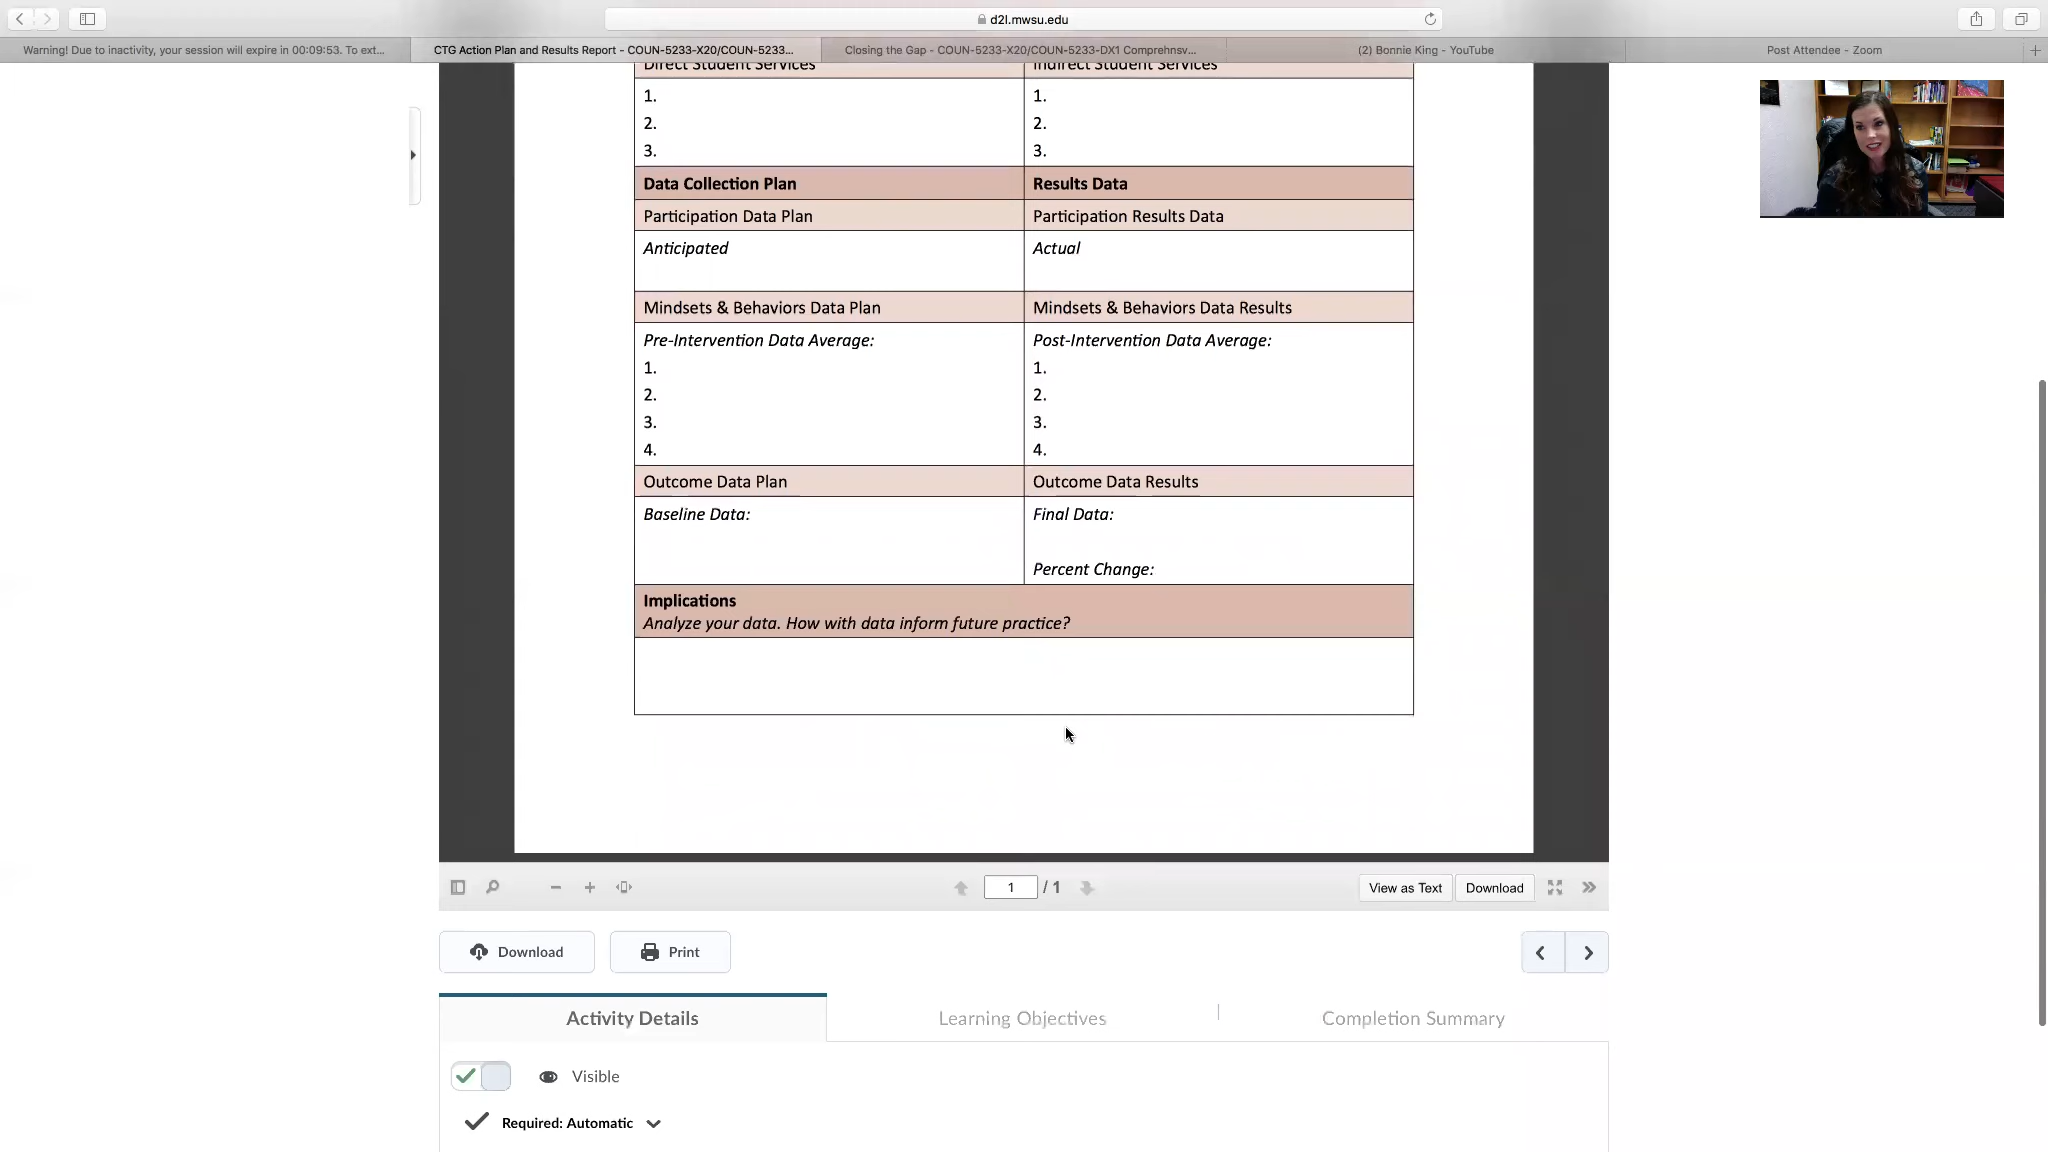 d2l.mwsu.edu
Warning! Due to inactivity, your session will expire in 00:09:53. To ext...
CTG Action Plan and Results Report - COUN-5233-X20/COUN-5233...
Closing the Gap - COUN-5233-X20/COUN-5233-DX1 Comprehnsv...
(2) Bonnie King - YouTube
Post Attendee - Zoom
Direct Student Services
Indirect Student Services
1.
2.
3.
1.
2.
3.
Data Collection Plan
Results Data
Participation Data Plan
Participation Results Data
Anticipated
Actual
Mindsets & Behaviors Data Plan
Mindsets & Behaviors Data Results
Pre-Intervention Data Average:
1.
2.
3.
4.
Post-Intervention Data Average:
1.
2.
3.
4.
Outcome Data Plan
Outcome Data Results
Baseline Data:
Final Data:
Percent Change:
Implications
Analyze your data. How with data inform future practice?
1 / 1
View as Text
Download
Download
Print
Activity Details
Learning Objectives
Completion Summary
Visible
Required: Automatic